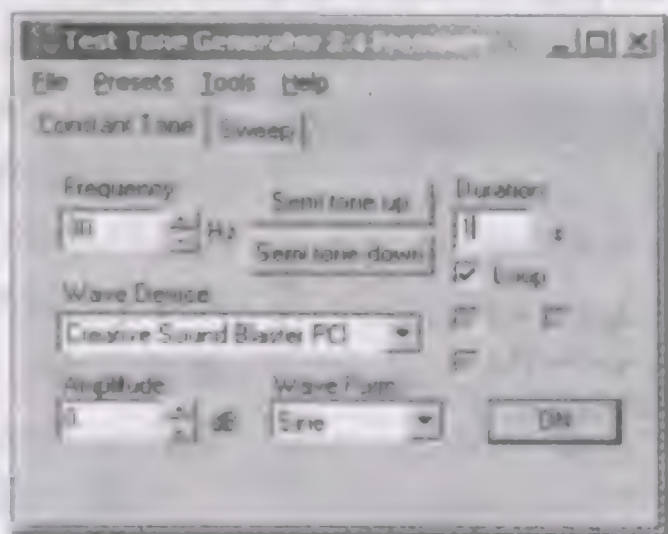 Test Tone Generator
File Presets Tools Help
Constant Tone Sweep
Frequency
Hz
Semi tone up
Semi tone down
Duration
1 s
Loop
Wave Device
Creative Sound Blaster PCI
Amplitude
dB
Wave Form
Sine
ON